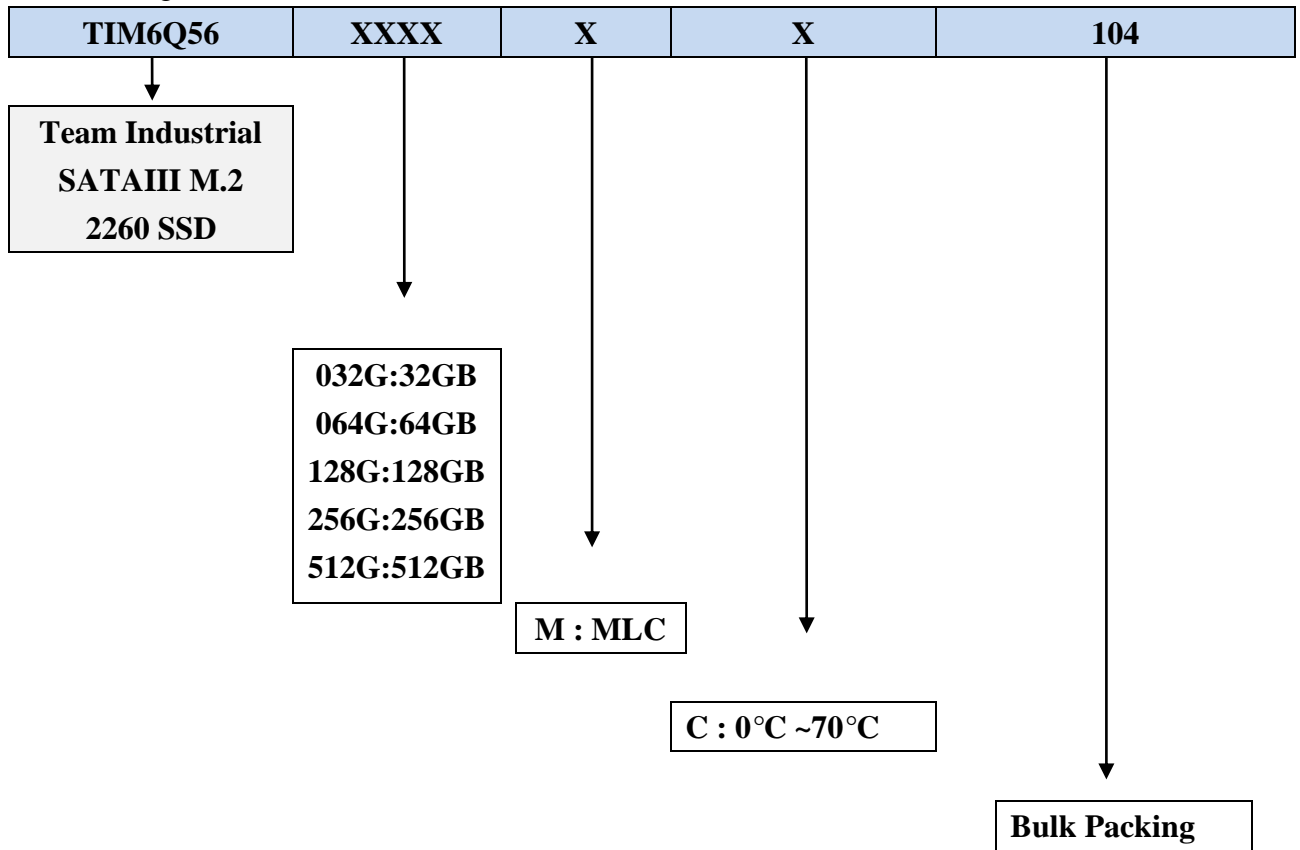 TIM6Q56 XXXX X X 104
Team Industrial
SATAIII M.2
2260 SSD
032G:32GB
064G:64GB
128G:128GB
256G:256GB
512G:512GB
M : MLC
C : 0°C ~70°C
Bulk Packing